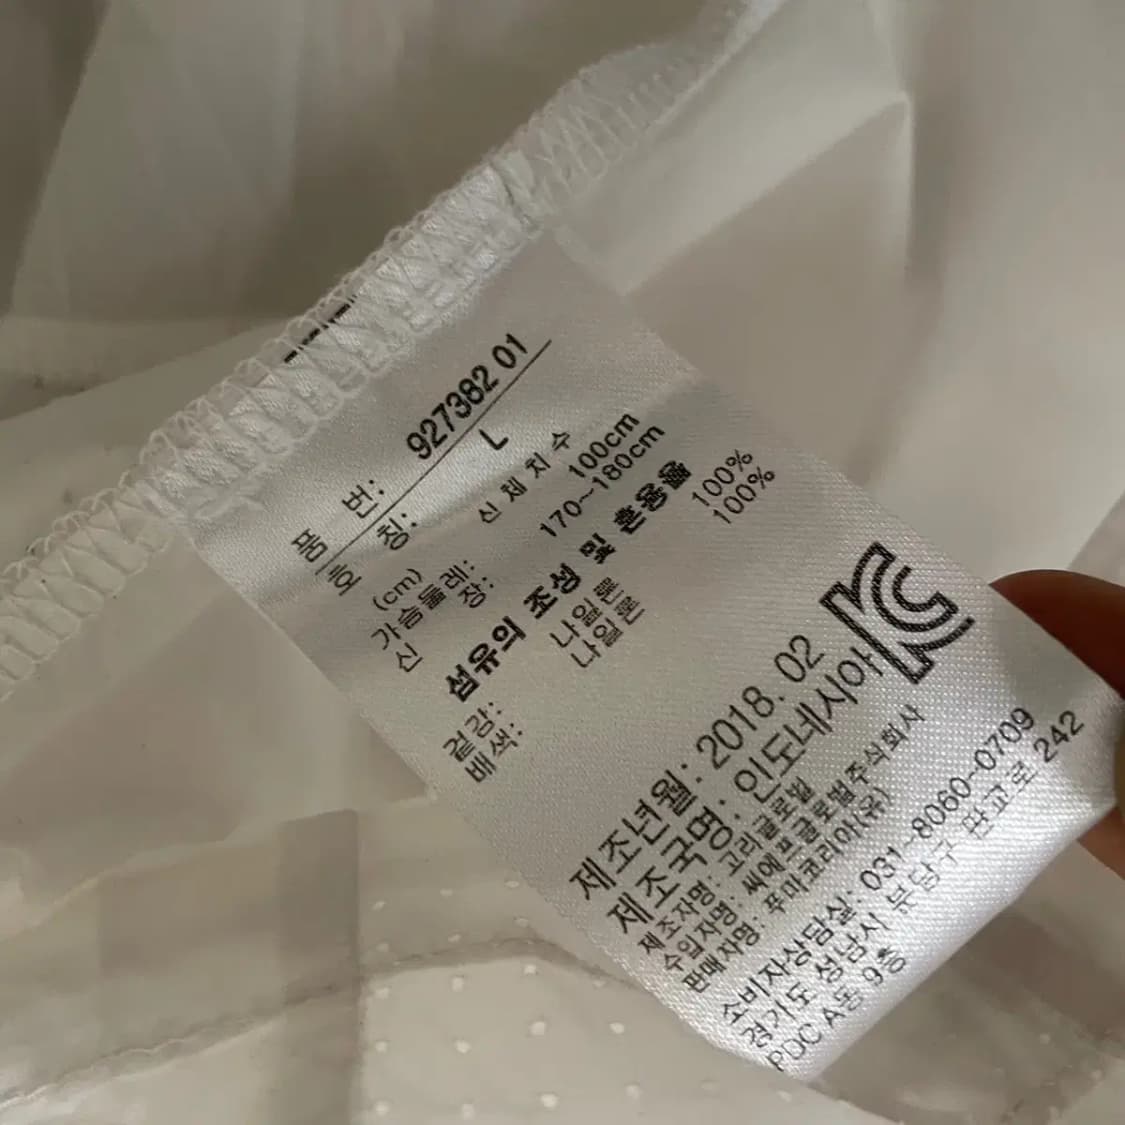 품 번: 927382 01
호 칭: L
(cm) 신 체 치 수
가슴둘레: 100cm
신 장: 170~180cm
섬유의 조성 및 혼용율
겉감: 나일론 100%
배색: 나일론 100%
제조년월: 2018. 02
제조국명: 인도네시아
제조자명: 고리글로벌
수입자명: 씨에프글로벌주식회사
판매자명: 푸마코리아(유)
소비자상담실: 031-8060-0709
경기도 성남시 분당구 판교로 242
PDC A동 9층